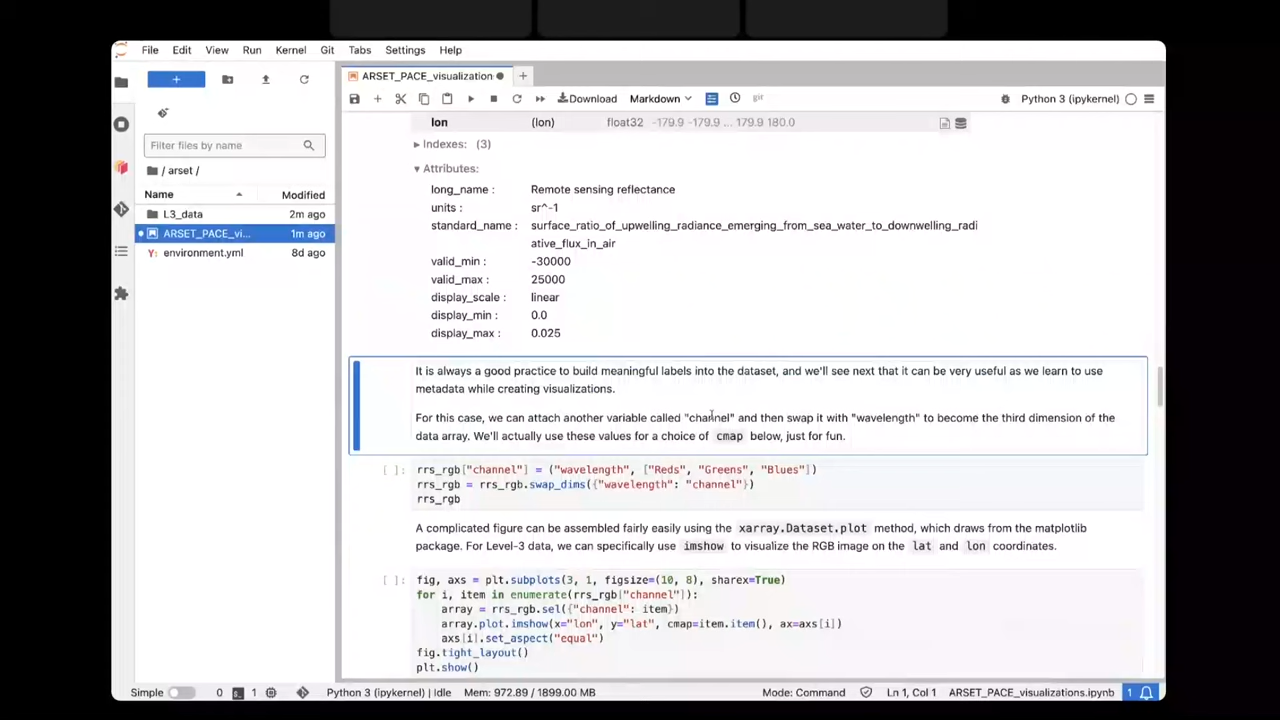 File Edit View Run Kernel Git Tabs Settings Help
ARSET_PACE_visualization
Download Markdown git Python 3 (ipykernel)
Filter files by name
/ arset /
Name Modified
L3_data 2m ago
ARSET_PACE_vi... 1m ago
Y: environment.yml 8d ago
lon (lon) float32 -179.9 -179.9 ... 179.9 180.0
Indexes: (3)
Attributes:
long_name : Remote sensing reflectance
units : sr^-1
standard_name : surface_ratio_of_upwelling_radiance_emerging_from_sea_water_to_downwelling_radi
ative_flux_in_air
valid_min : -30000
valid_max : 25000
display_scale : linear
display_min : 0.0
display_max : 0.025
It is always a good practice to build meaningful labels into the dataset, and we'll see next that it can be very useful as we learn to use
metadata while creating visualizations.
For this case, we can attach another variable called "channel" and then swap it with "wavelength" to become the third dimension of the
data array. We'll actually use these values for a choice of cmap below, just for fun.
[ ]: rrs_rgb["channel"] = ("wavelength", ["Reds", "Greens", "Blues"])
rrs_rgb = rrs_rgb.swap_dims({"wavelength": "channel"})
rrs_rgb
A complicated figure can be assembled fairly easily using the xarray.Dataset.plot method, which draws from the matplotlib
package. For Level-3 data, we can specifically use imshow to visualize the RGB image on the lat and lon coordinates.
[ ]: fig, axs = plt.subplots(3, 1, figsize=(10, 8), sharex=True)
for i, item in enumerate(rrs_rgb["channel"]):
array = rrs_rgb.sel({"channel": item})
array.plot.imshow(x="lon", y="lat", cmap=item.item(), ax=axs[i])
axs[i].set_aspect("equal")
fig.tight_layout()
plt.show()
Simple 0 1 Python 3 (ipykernel) | Idle Mem: 972.89 / 1899.00 MB Mode: Command Ln 1, Col 1 ARSET_PACE_visualizations.ipynb 1